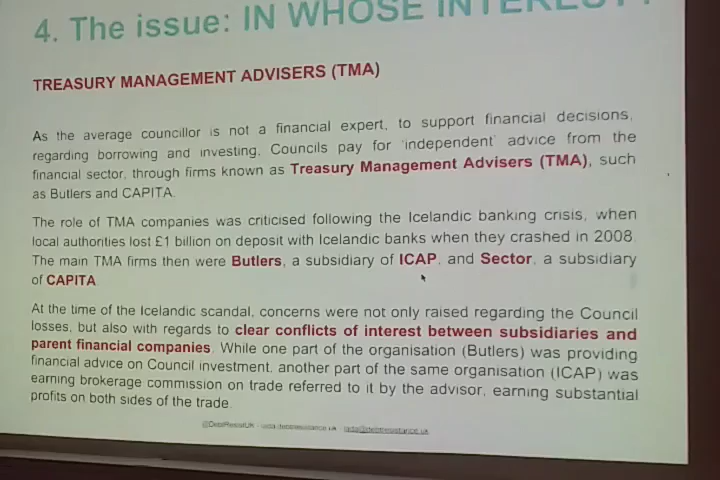 4. The issue: IN WHOSE INTEREST?
TREASURY MANAGEMENT ADVISERS (TMA)
As the average councillor is not a financial expert, to support financial decisions,
regarding borrowing and investing, Councils pay for 'independent' advice from the
financial sector, through firms known as Treasury Management Advisers (TMA), such
as Butlers and CAPITA.
The role of TMA companies was criticised following the Icelandic banking crisis, when
local authorities lost £1 billion on deposit with Icelandic banks when they crashed in 2008.
The main TMA firms then were Butlers, a subsidiary of ICAP, and Sector, a subsidiary
of CAPITA
At the time of the Icelandic scandal, concerns were not only raised regarding the Council
losses, but also with regards to clear conflicts of interest between subsidiaries and
parent financial companies. While one part of the organisation (Butlers) was providing
financial advice on Council investment, another part of the same organisation (ICAP) was
earning brokerage commission on trade referred to it by the advisor, earning substantial
profits on both sides of the trade.